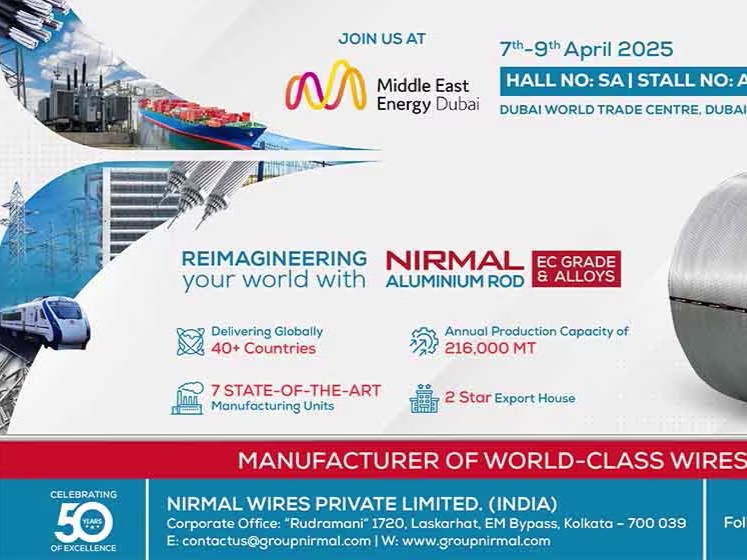 JOIN US AT
Middle East
Energy Dubai
7th-9th April 2025
HALL NO: SA | STALL NO: A
DUBAI WORLD TRADE CENTRE, DUBAI
REIMAGINEERING
your world with
NIRMAL
ALUMINIUM ROD
EC GRADE
& ALLOYS
Delivering Globally
40+ Countries
Annual Production Capacity of
216,000 MT
7 STATE-OF-THE-ART
Manufacturing Units
2 Star Export House
MANUFACTURER OF WORLD-CLASS WIRES
CELEBRATING
50
YEARS
OF EXCELLENCE
NIRMAL WIRES PRIVATE LIMITED. (INDIA)
Corporate Office: "Rudramani" 1720, Laskarhat, EM Bypass, Kolkata – 700 039
E: contactus@groupnirmal.com | W: www.groupnirmal.com
Fol